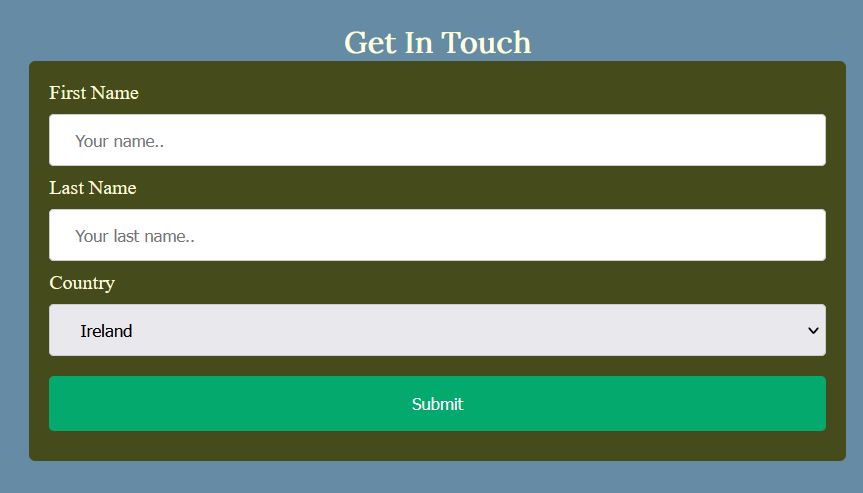 Get In Touch
First Name
Your name..
Last Name
Your last name..
Country
Ireland
Submit